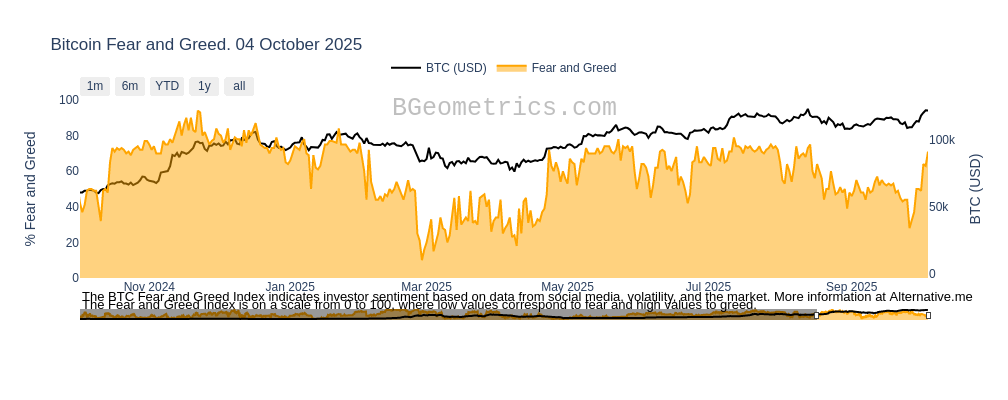 Bitcoin Fear and Greed. 04 October 2025
BTC (USD) Fear and Greed
1m 6m YTD 1y all
BGeometrics.com
100
80
60
40
20
0
% Fear and Greed
100k
50k
0
BTC (USD)
Nov 2024 Jan 2025 Mar 2025 May 2025 Jul 2025 Sep 2025
The BTC Fear and Greed Index indicates investor sentiment based on data from social media, volatility, and the market. More information at Alternative.me
The Fear and Greed Index is on a scale from 0 to 100, where low values correspond to fear and high values to greed.